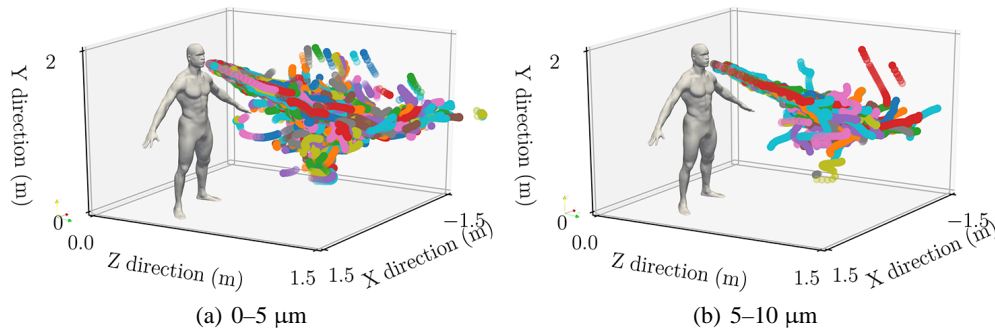 2
Y direction (m)
0
0.0
Z direction (m)
1.5
1.5
X direction (m)
−1.5
(a) 0–5 μm
2
Y direction (m)
0
0.0
Z direction (m)
1.5
1.5
X direction (m)
−1.5
(b) 5–10 μm